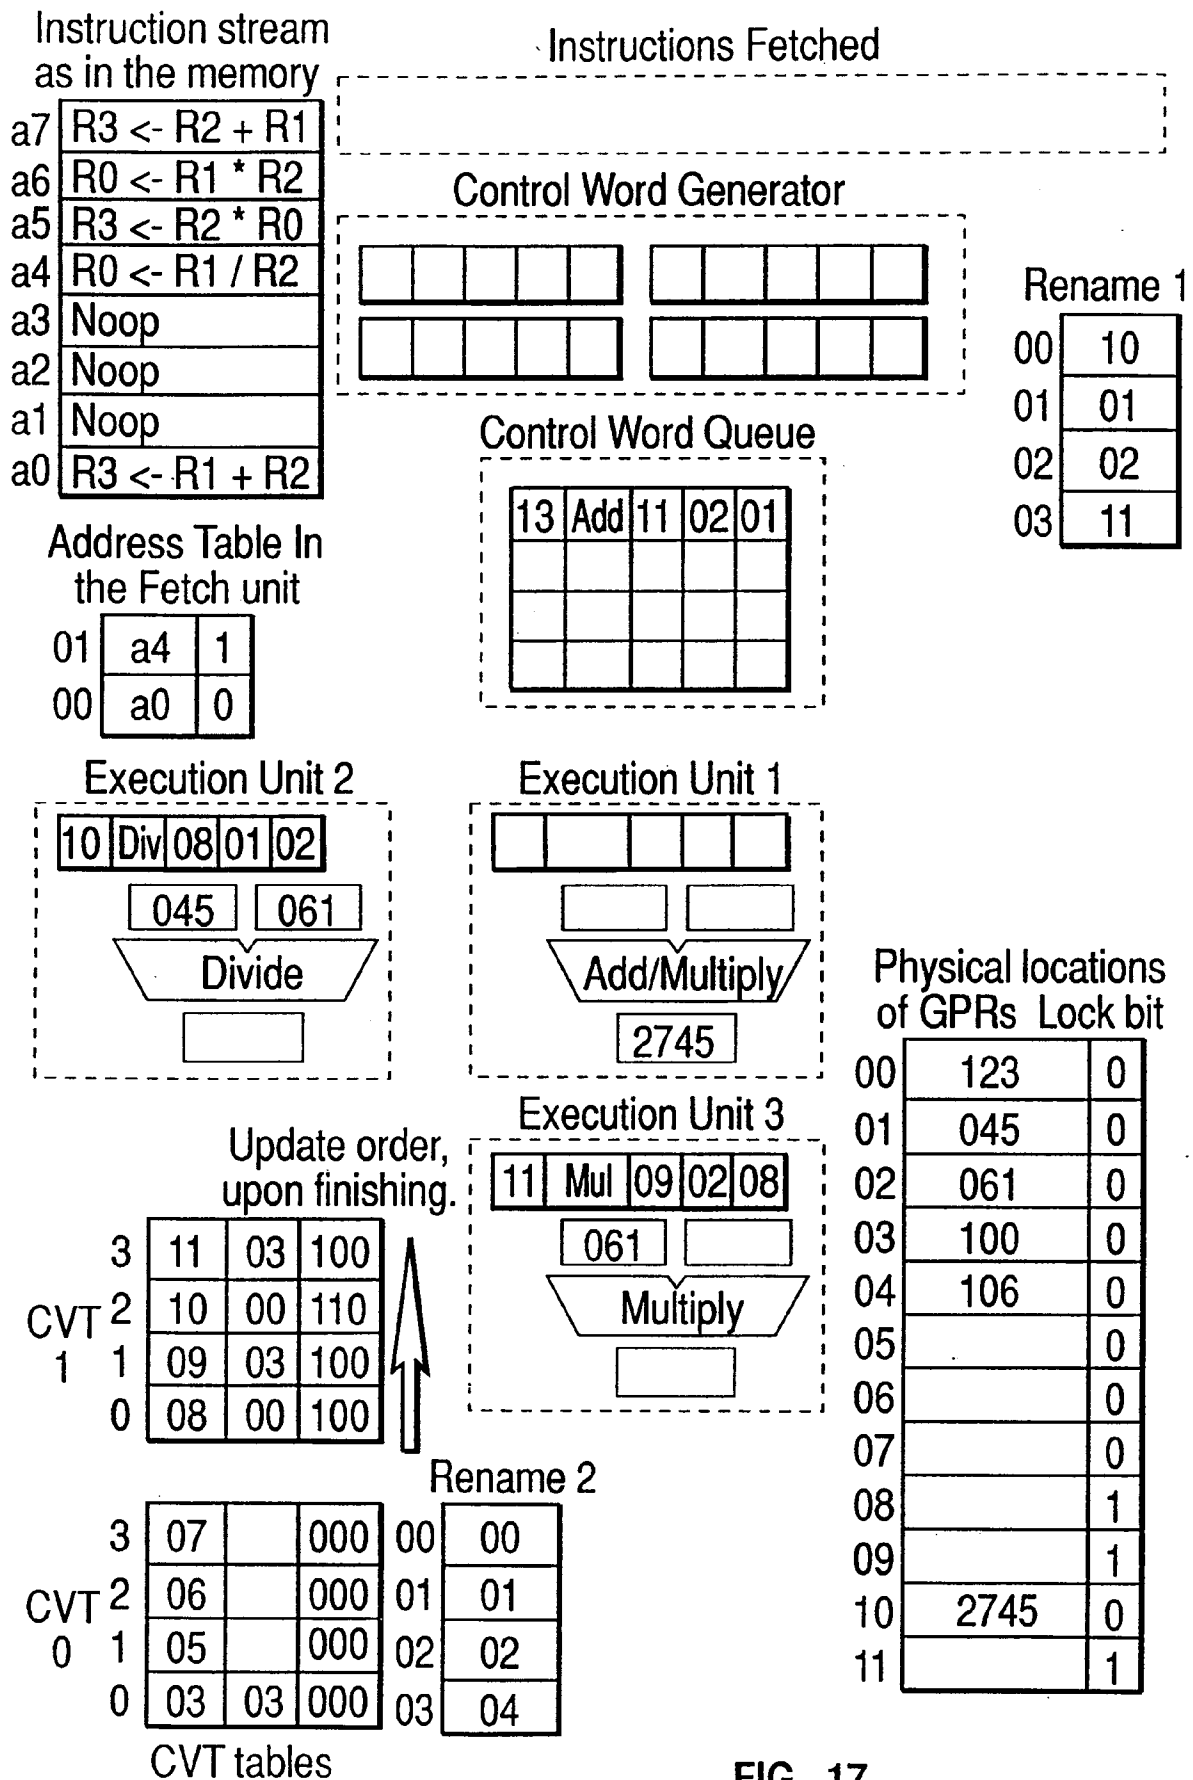 Instruction stream
as in the memory
a7 R3 <- R2 + R1
a6 R0 <- R1 * R2
a5 R3 <- R2 * R0
a4 R0 <- R1 / R2
a3 Noop
a2 Noop
a1 Noop
a0 R3 <- R1 + R2
Instructions Fetched
Control Word Generator
Rename 1
00 10
01 01
02 02
03 11
Control Word Queue
13 Add 11 02 01
Address Table In
the Fetch unit
01 a4 1
00 a0 0
Execution Unit 2
10 Div 08 01 02
045 061
Divide
Execution Unit 1
Add/Multiply
2745
Execution Unit 3
11 Mul 09 02 08
061
Multiply
Physical locations
of GPRs Lock bit
00 123 0
01 045 0
02 061 0
03 100 0
04 106 0
05 0
06 0
07 0
08 1
09 1
10 2745 0
11 1
Update order,
upon finishing.
CVT
1
3 11 03 100
2 10 00 110
1 09 03 100
0 08 00 100
CVT
0
3 07 000
2 06 000
1 05 000
0 03 03 000
Rename 2
00 00
01 01
02 02
03 04
CVT tables
FIG. 17